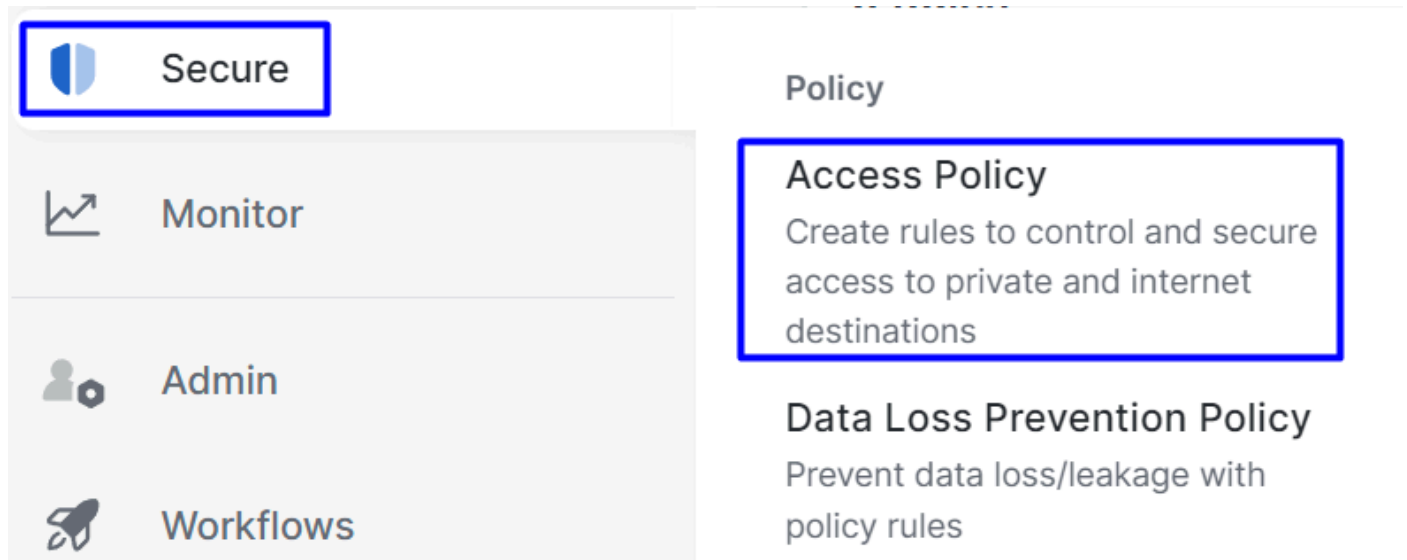 Secure
Monitor
Admin
Workflows
Policy
Access Policy
Create rules to control and secure
access to private and internet
destinations
Data Loss Prevention Policy
Prevent data loss/leakage with
policy rules